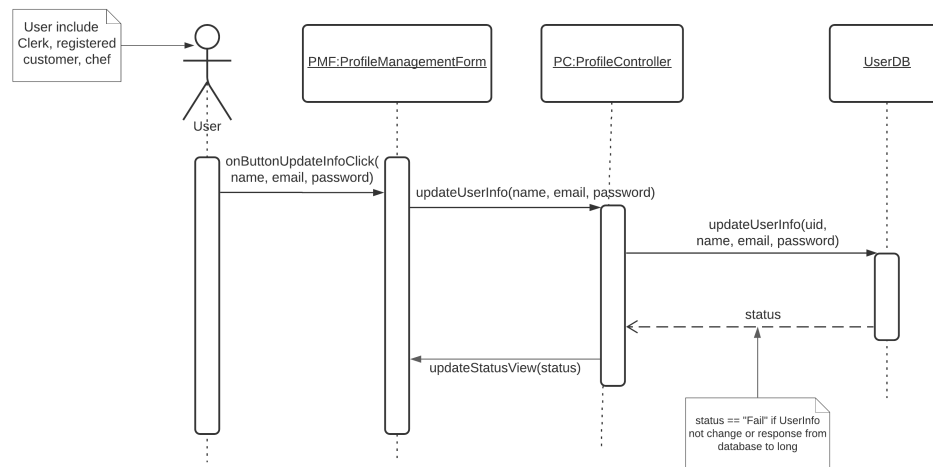 User include
Clerk, registered
customer, chef
User
PMF:ProfileManagementForm
PC:ProfileController
UserDB
onButtonUpdateInfoClick(
name, email, password)
updateUserInfo(name, email, password)
updateUserInfo(uid,
name, email, password)
status
updateStatusView(status)
status == "Fail" if UserInfo
not change or response from
database to long